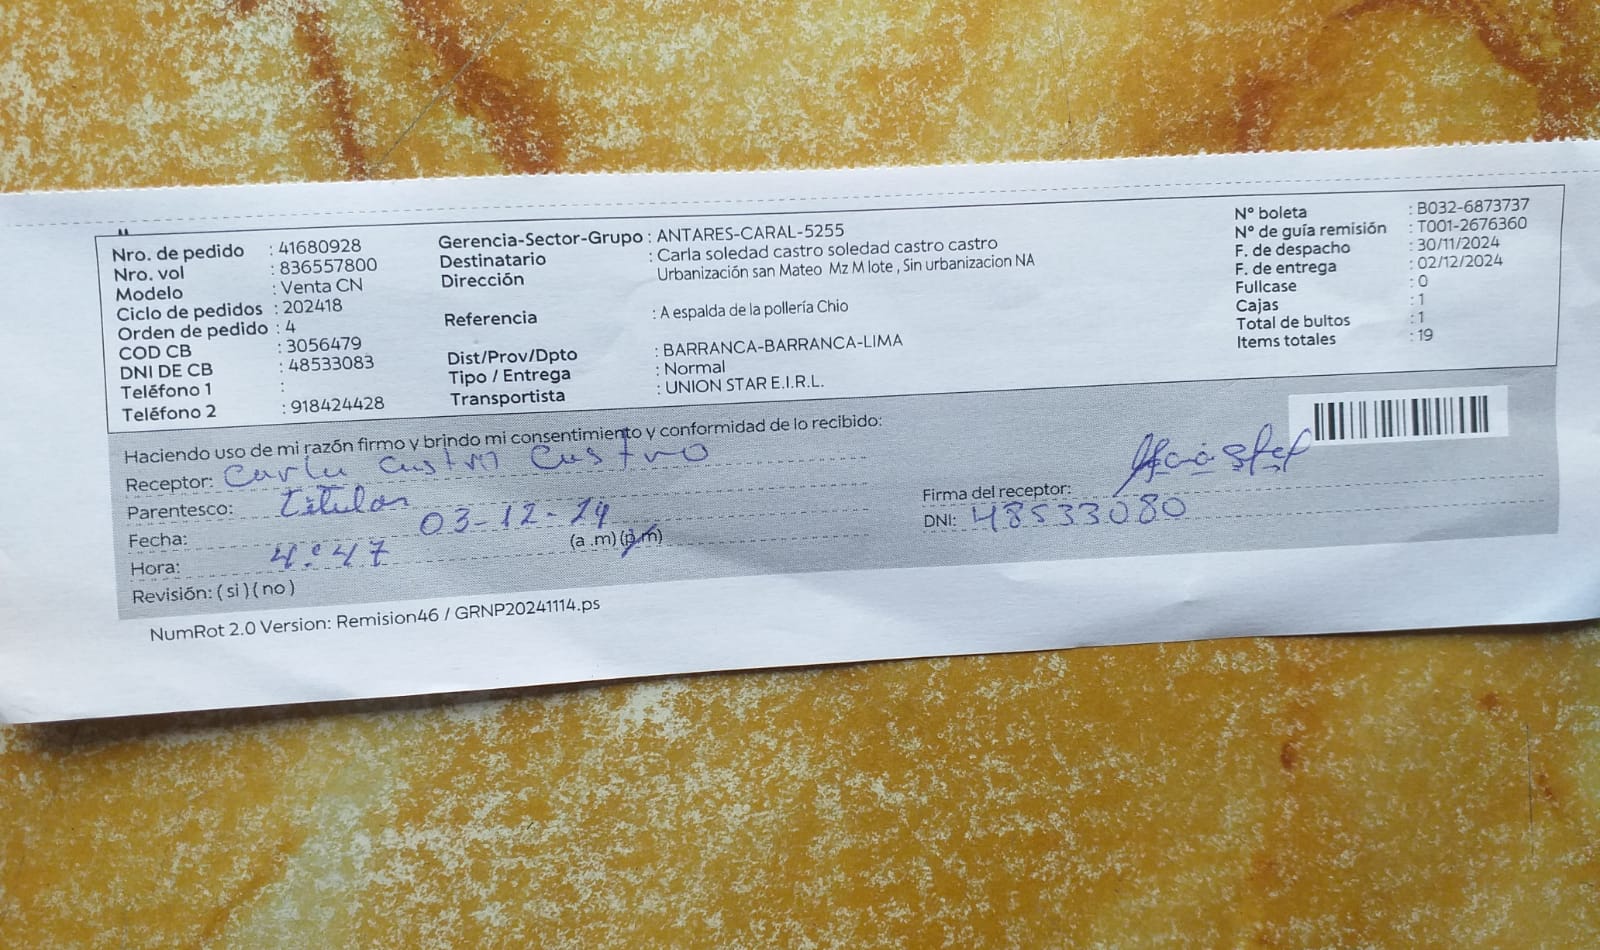 Nro. de pedido : 41680928
Nro. vol : 836557800
Modelo : Venta CN
Ciclo de pedidos : 202418
Orden de pedido : 4
COD CB : 3056479
DNI DE CB : 48533083
Teléfono 1 :
Teléfono 2 : 918424428
Gerencia-Sector-Grupo : ANTARES-CARAL-5255
Destinatario : Carla soledad castro soledad castro castro
Dirección Urbanización san Mateo Mz M lote , Sin urbanizacion NA
Referencia : A espalda de la pollería Chio
Dist/Prov/Dpto : BARRANCA-BARRANCA-LIMA
Tipo / Entrega : Normal
Transportista : UNION STAR E.I.R.L.
N° boleta : B032-6873737
N° de guía remisión : T001-2676360
F. de despacho : 30/11/2024
F. de entrega : 02/12/2024
Fullcase : 0
Cajas : 1
Total de bultos : 1
Items totales : 19
Haciendo uso de mi razón firmo y brindo mi consentimiento y conformidad de lo recibido:
Receptor: Carla Castro Castro
Parentesco: titular
Fecha: 03-12-24
Hora: 4:47 (a .m) (p.m)
Revisión: ( si ) ( no )
Firma del receptor:
DNI: 48533080
NumRot 2.0 Version: Remision46 / GRNP20241114.ps